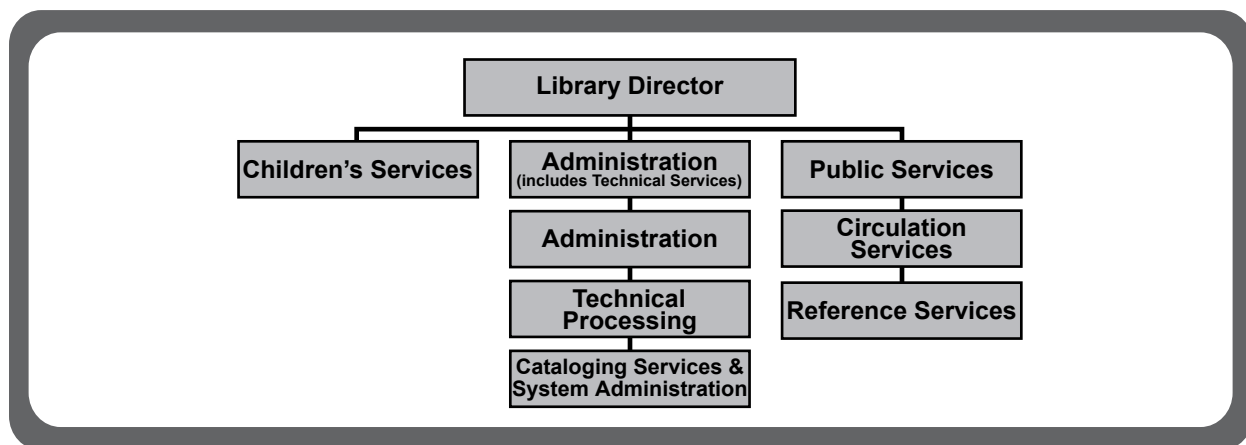 Library Director
Children’s Services
Administration
(includes Technical Services)
Public Services
Administration
Circulation
Services
Technical
Processing
Reference Services
Cataloging Services &
System Administration